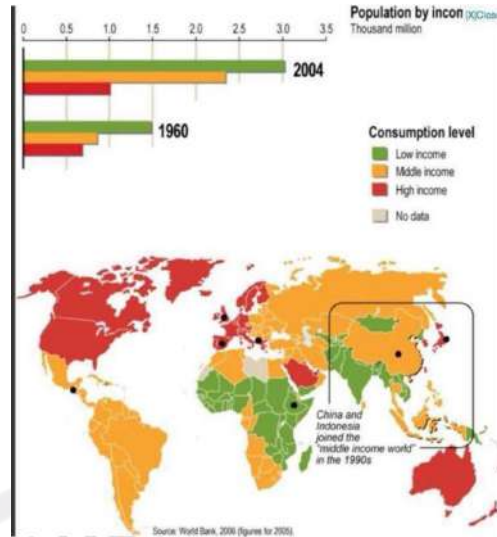 Population by incom [X]Close
Thousand million
0 0.5 1.0 1.5 2.0 2.5 3.0 3.5
2004
1960
Consumption level
Low income
Middle income
High income
No data
China and
Indonesia
joined the
"middle income world"
in the 1990s
Source: World Bank, 2006 (figures for 2005).